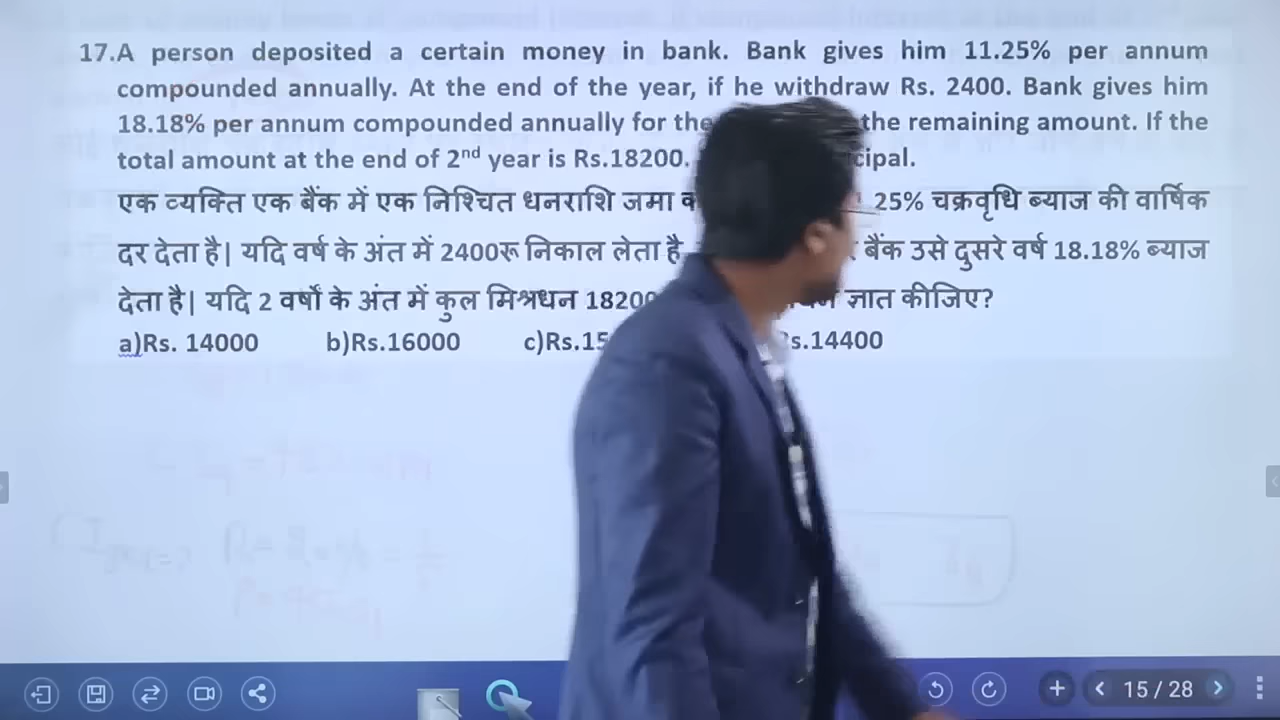 17.A person deposited a certain money in bank. Bank gives him 11.25% per annum
compounded annually. At the end of the year, if he withdraw Rs. 2400. Bank gives him
18.18% per annum compounded annually for the the remaining amount. If the
total amount at the end of 2nd year is Rs.18200.
एक व्यक्ति एक बैंक में एक निश्चित धनराशि जमा 25% चक्रवृधि ब्याज की वार्षिक
दर देता है| यदि वर्ष के अंत में 2400रू निकाल लेता है बैंक उसे दुसरे वर्ष 18.18% ब्याज
देता है| यदि 2 वर्षों के अंत में कुल मिश्रधन 18200 ज्ञात कीजिए?
a)Rs. 14000 b)Rs.16000 c)Rs.15 s.14400
15 / 28